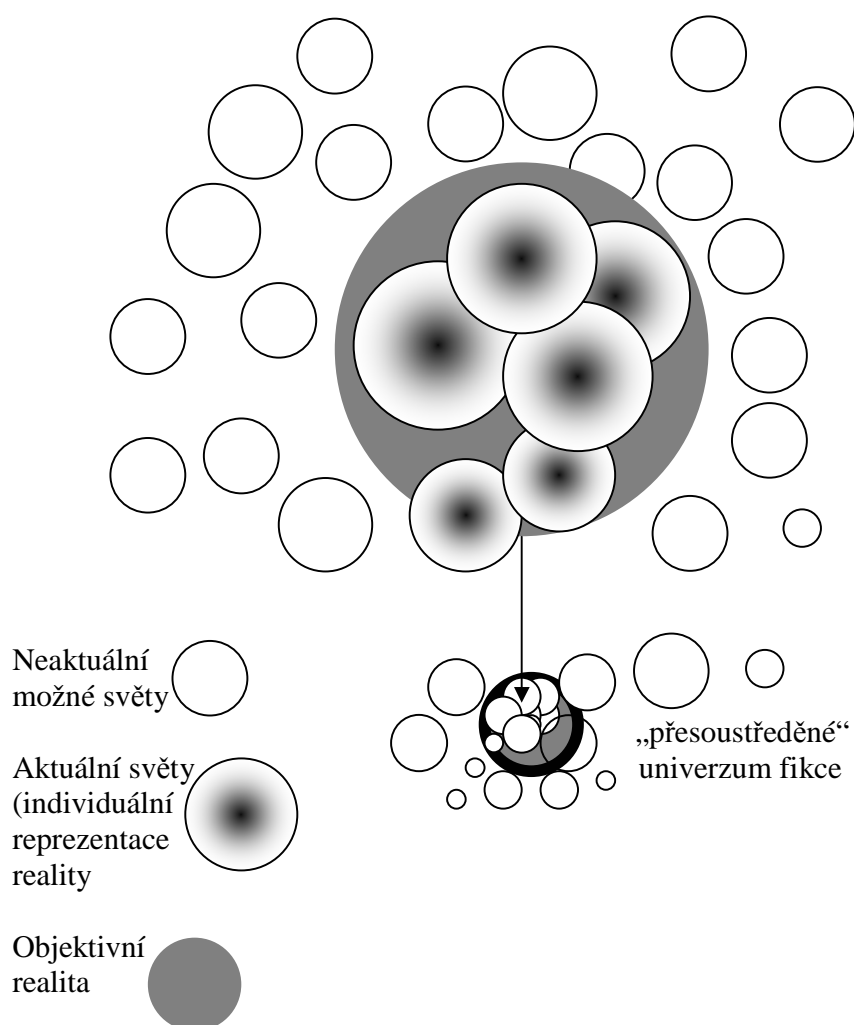 Neaktuální
možné světy
„přesoustředěné“
univerzum fikce
Aktuální světy
(individuální
reprezentace
reality
Objektivní
realita